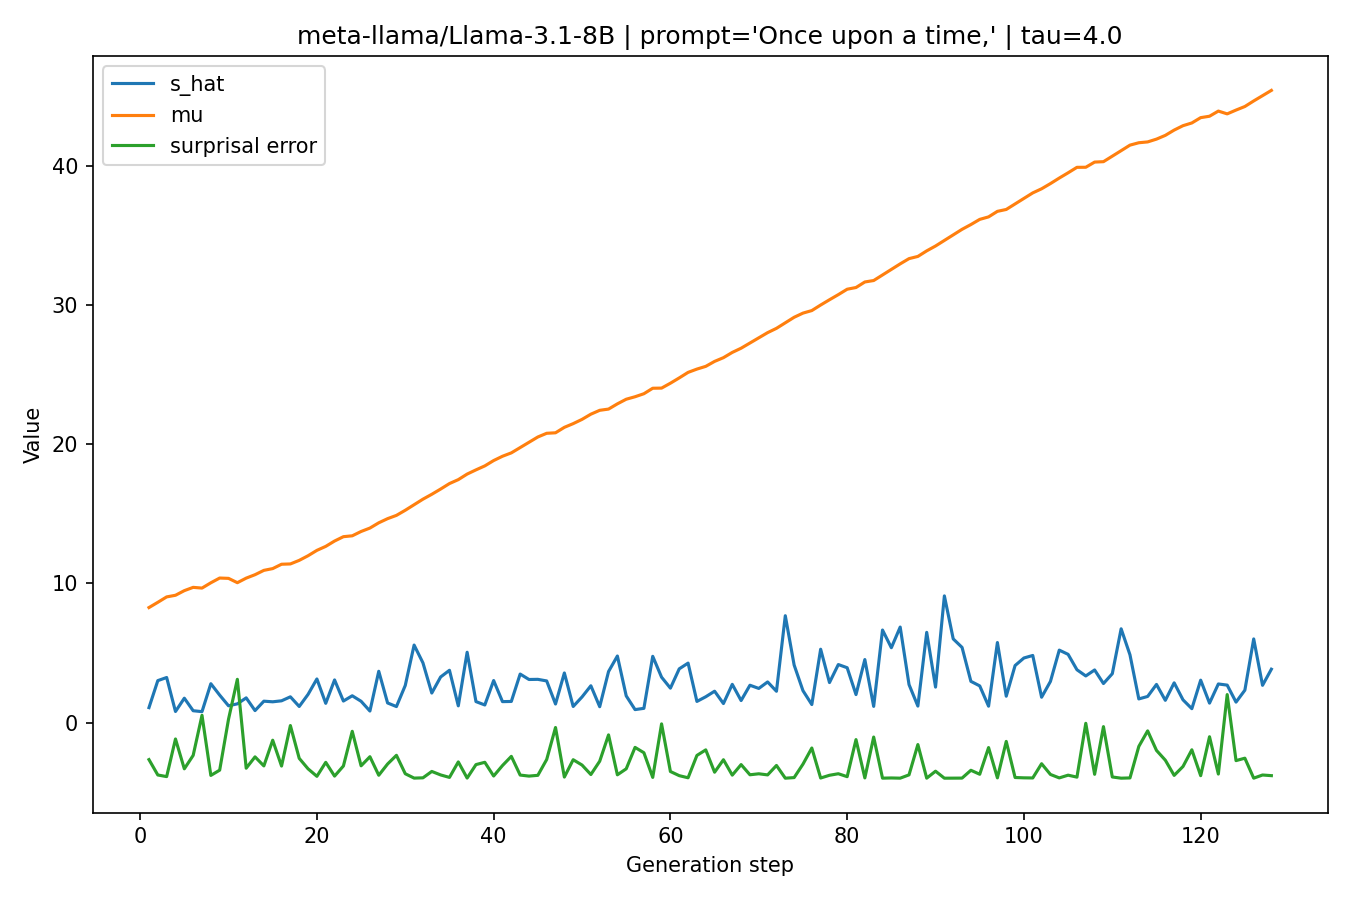 meta-llama/Llama-3.1-8B | prompt='Once upon a time,' | tau=4.0
s_hat
mu
surprisal error
Value
40
30
20
10
0
0 20 40 60 80 100 120
Generation step